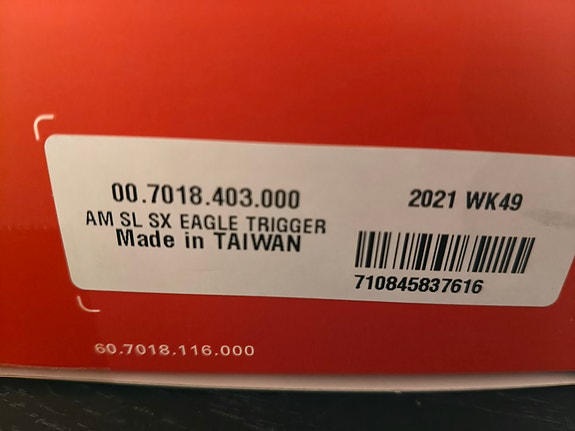 00.7018.403.000
2021 WK49
AM SL SX EAGLE TRIGGER
Made in TAIWAN
710845837616
60.7018.116.000